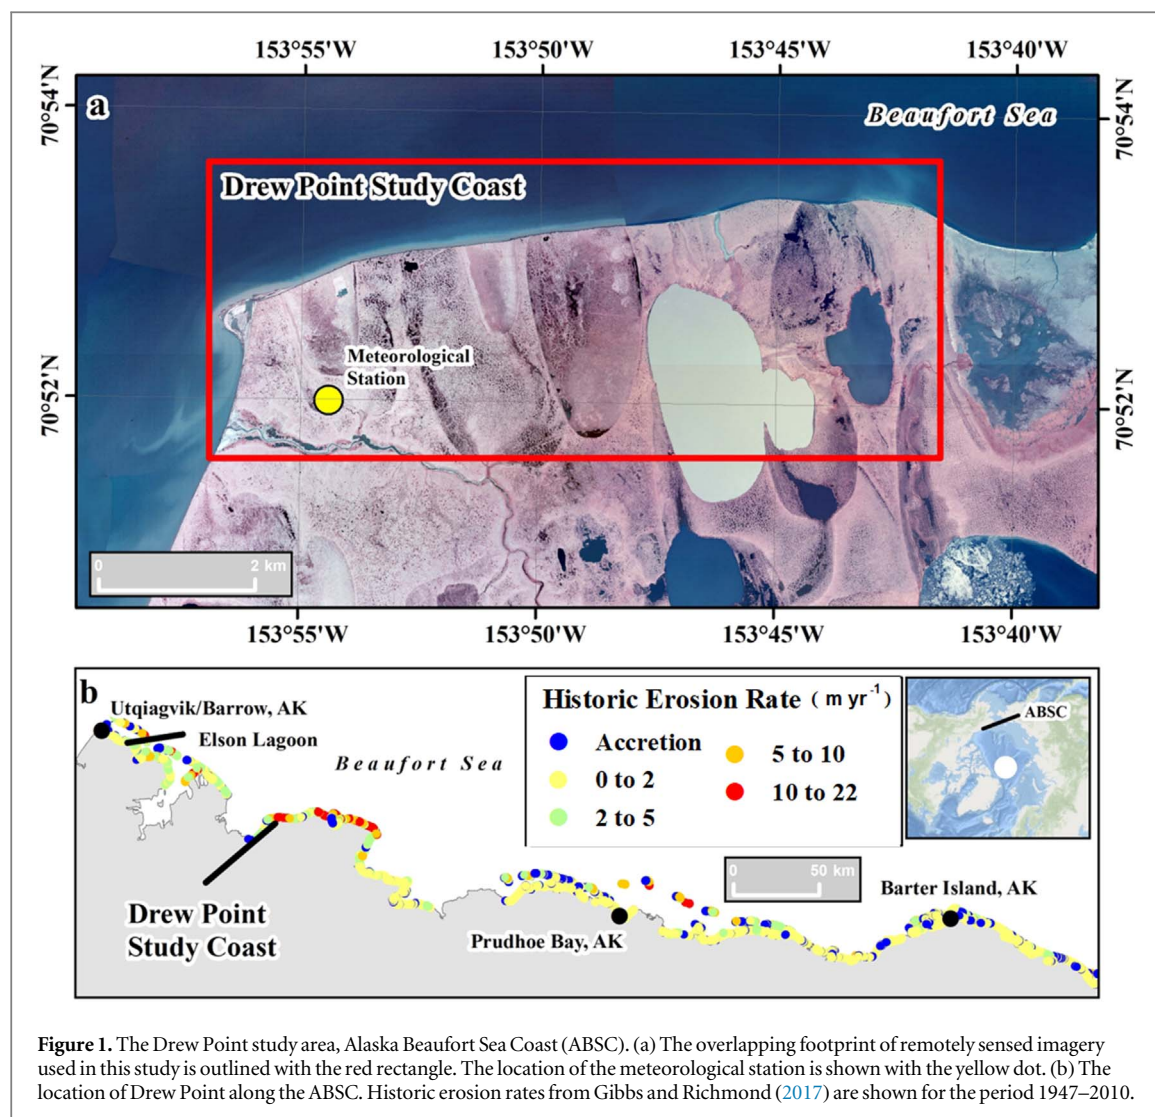 153°55'W 153°50'W 153°45'W 153°40'W
70°54'N
70°54'N
a
Beaufort Sea
Drew Point Study Coast
Meteorological
Station
70°52'N
70°52'N
0 2 km
153°55'W 153°50'W 153°45'W 153°40'W
b
Utqiagvik/Barrow, AK
Elson Lagoon
Beaufort Sea
Historic Erosion Rate ( m yr-1)
Accretion
0 to 2
2 to 5
5 to 10
10 to 22
ABSC
0 50 km
Drew Point
Study Coast
Prudhoe Bay, AK
Barter Island, AK
Figure 1. The Drew Point study area, Alaska Beaufort Sea Coast (ABSC). (a) The overlapping footprint of remotely sensed imagery
used in this study is outlined with the red rectangle. The location of the meteorological station is shown with the yellow dot. (b) The
location of Drew Point along the ABSC. Historic erosion rates from Gibbs and Richmond (2017) are shown for the period 1947–2010.